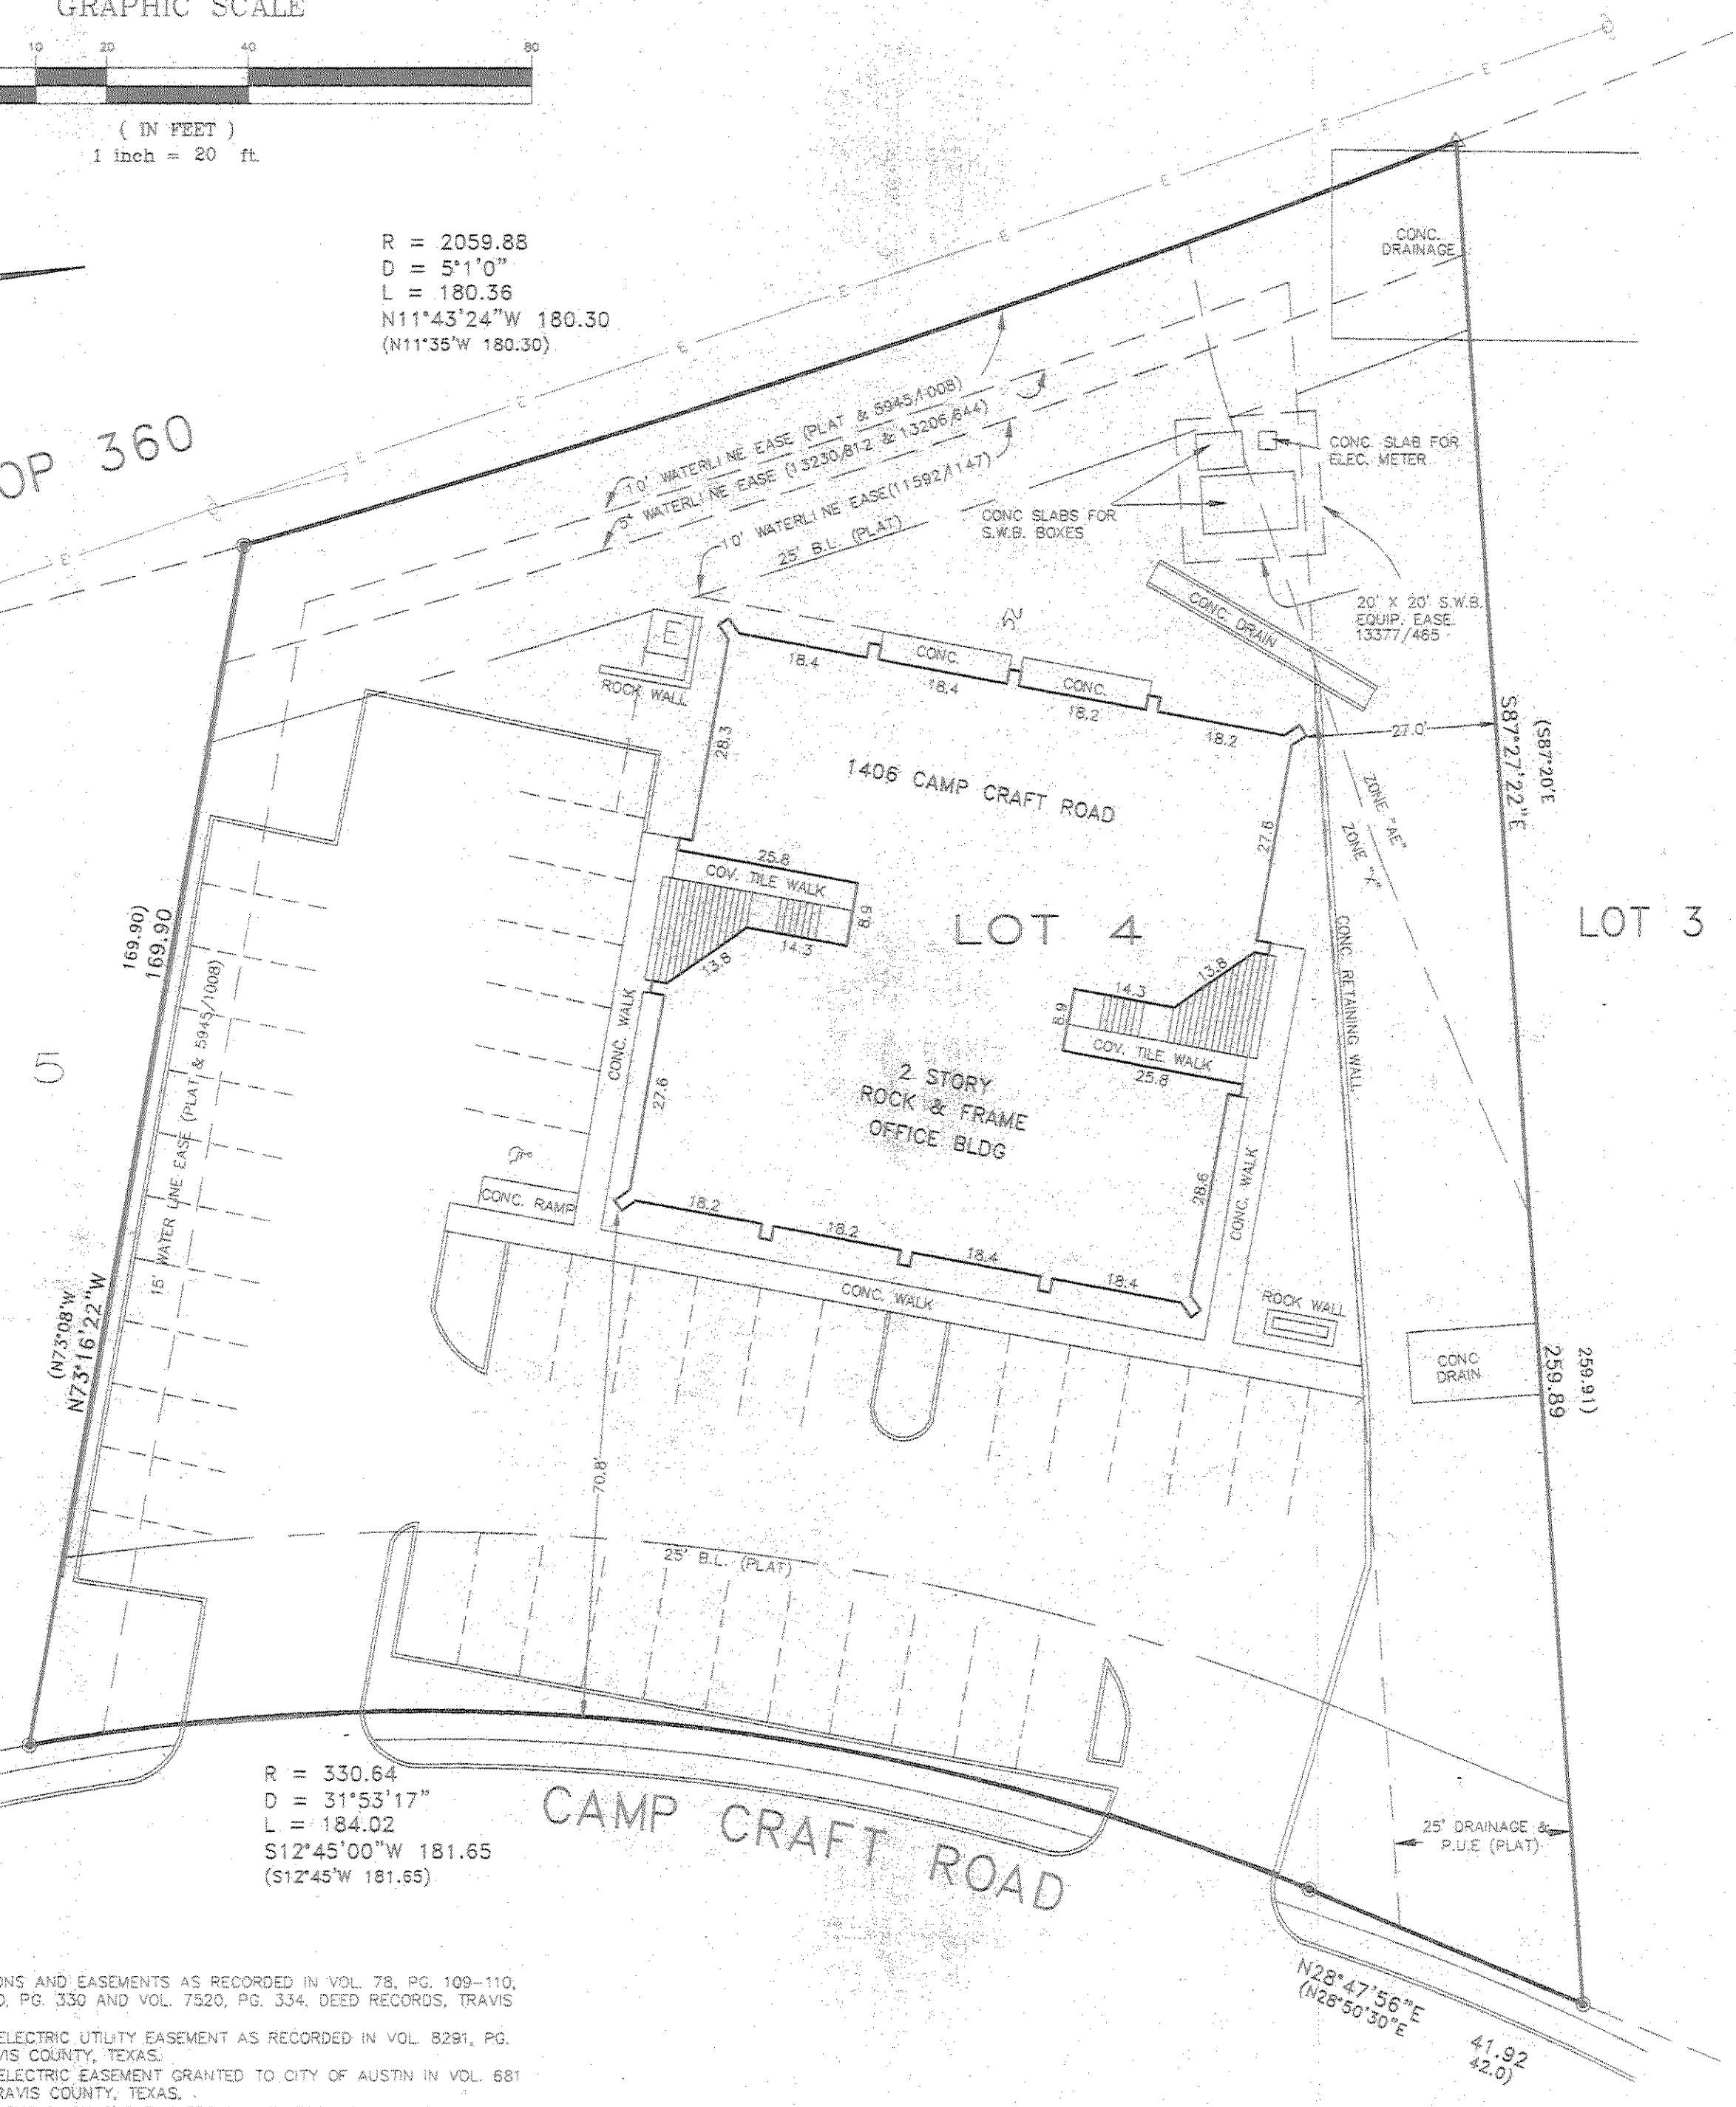 GRAPHIC SCALE
10 20 40 80
( IN FEET )
1 inch = 20 ft.
R = 2059.88
D = 5°1'0"
L = 180.36
N11°43'24"W 180.30
(N11°35'W 180.30)
OP 360
E E E E E E E E E
CONC.
DRAINAGE
10' WATERLINE EASE (PLAT & 5945/1008)
5' WATERLINE EASE (13230/812 & 13206/644)
10' WATERLINE EASE(11592/1147)
25' B.L. (PLAT)
CONC SLAB FOR
ELEC. METER
CONC SLABS FOR
S.W.B. BOXES
20' X 20' S.W.B.
EQUIP. EASE.
13377/465
CONC. DRAIN
E
ROCK WALL
18.4
CONC.
18.4
CONC.
18.2
18.2
27.0'
28.3
1406 CAMP CRAFT ROAD
27.6
ZONE "AE"
ZONE "X"
S87°27'22"E
(S87°20'E
25.8
COV. TILE WALK
8.9
14.3
13.8
LOT 4
LOT 3
169.90)
169.90
CONC. WALK
13.8
14.3
8.9
COV. TILE WALK
25.8
CONC. RETAINING WALL
5
15' WATER LINE EASE (PLAT & 5945/1008)
27.6
2 STORY
ROCK & FRAME
OFFICE BLDG
28.6
CONC. WALK
CONC. RAMP
18.2
18.2
18.4
18.4
CONC. WALK
ROCK WALL
(N73°08'W
N73°16'22"W
CONC
DRAIN
259.89
259.91)
70.8'
25' B.L. (PLAT)
R = 330.64
D = 31°53'17"
L = 184.02
S12°45'00"W 181.65
(S12°45'W 181.65)
CAMP CRAFT ROAD
25' DRAINAGE &
P.U.E (PLAT)
N28°47'56"E
(N28°50'30"E
41.92
42.0)
ONS AND EASEMENTS AS RECORDED IN VOL. 78, PG. 109-110,
0, PG. 330 AND VOL. 7520, PG. 334, DEED RECORDS, TRAVIS
ELECTRIC UTILITY EASEMENT AS RECORDED IN VOL. 8291, PG.
VIS COUNTY, TEXAS.
ELECTRIC EASEMENT GRANTED TO CITY OF AUSTIN IN VOL. 681
RAVIS COUNTY, TEXAS.